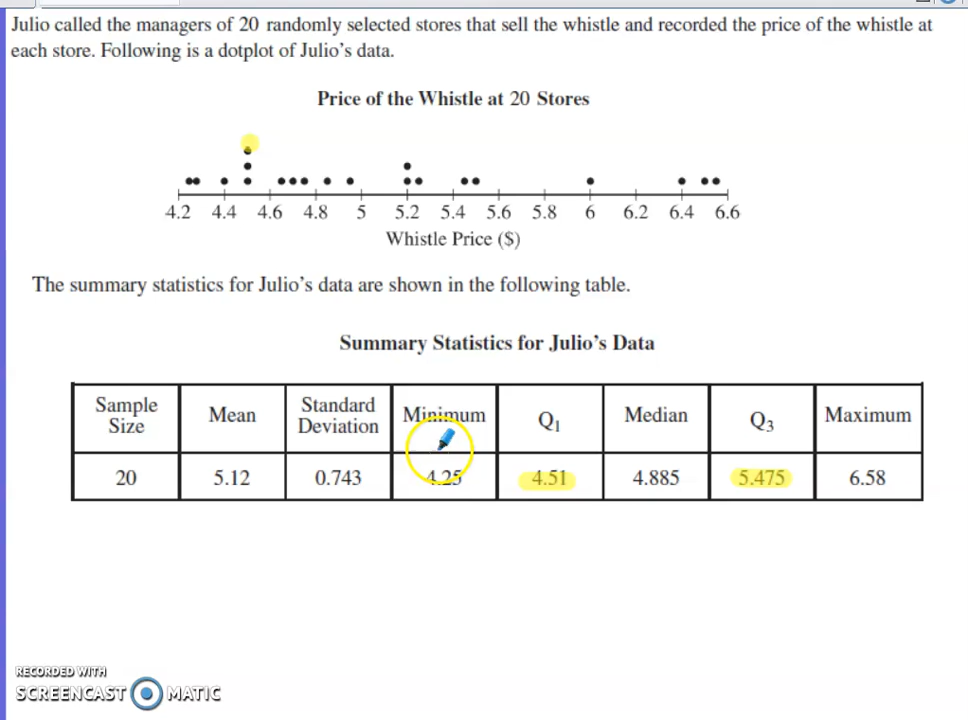 Julio called the managers of 20 randomly selected stores that sell the whistle and recorded the price of the whistle at
each store. Following is a dotplot of Julio's data.
Price of the Whistle at 20 Stores
4.2 4.4 4.6 4.8 5 5.2 5.4 5.6 5.8 6 6.2 6.4 6.6
Whistle Price ($)
The summary statistics for Julio's data are shown in the following table.
Summary Statistics for Julio's Data
Sample Size Mean Standard Deviation Minimum Q1 Median Q3 Maximum
20 5.12 0.743 4.25 4.51 4.885 5.475 6.58
RECORDED WITH
SCREENCAST MATIC